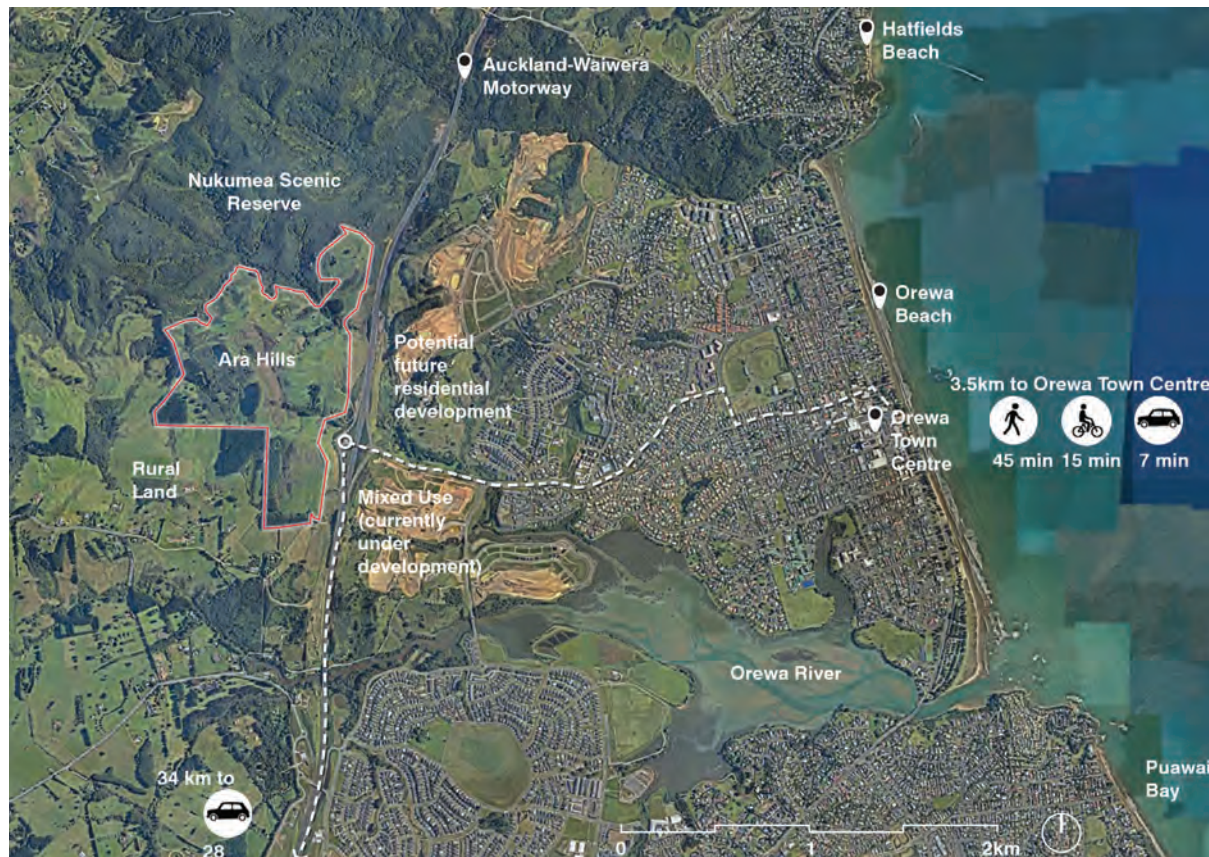 Hatfields
Beach
Auckland-Waiwera
Motorway
Nukumea Scenic
Reserve
Ara Hills
Potential
future
residential
development
Orewa
Beach
3.5km to Orewa Town Centre
45 min 15 min 7 min
Orewa
Town
Centre
Rural
Land
Mixed Use
(currently
under
development)
Orewa River
34 km to
28
Puawai
Bay
0 1 2km